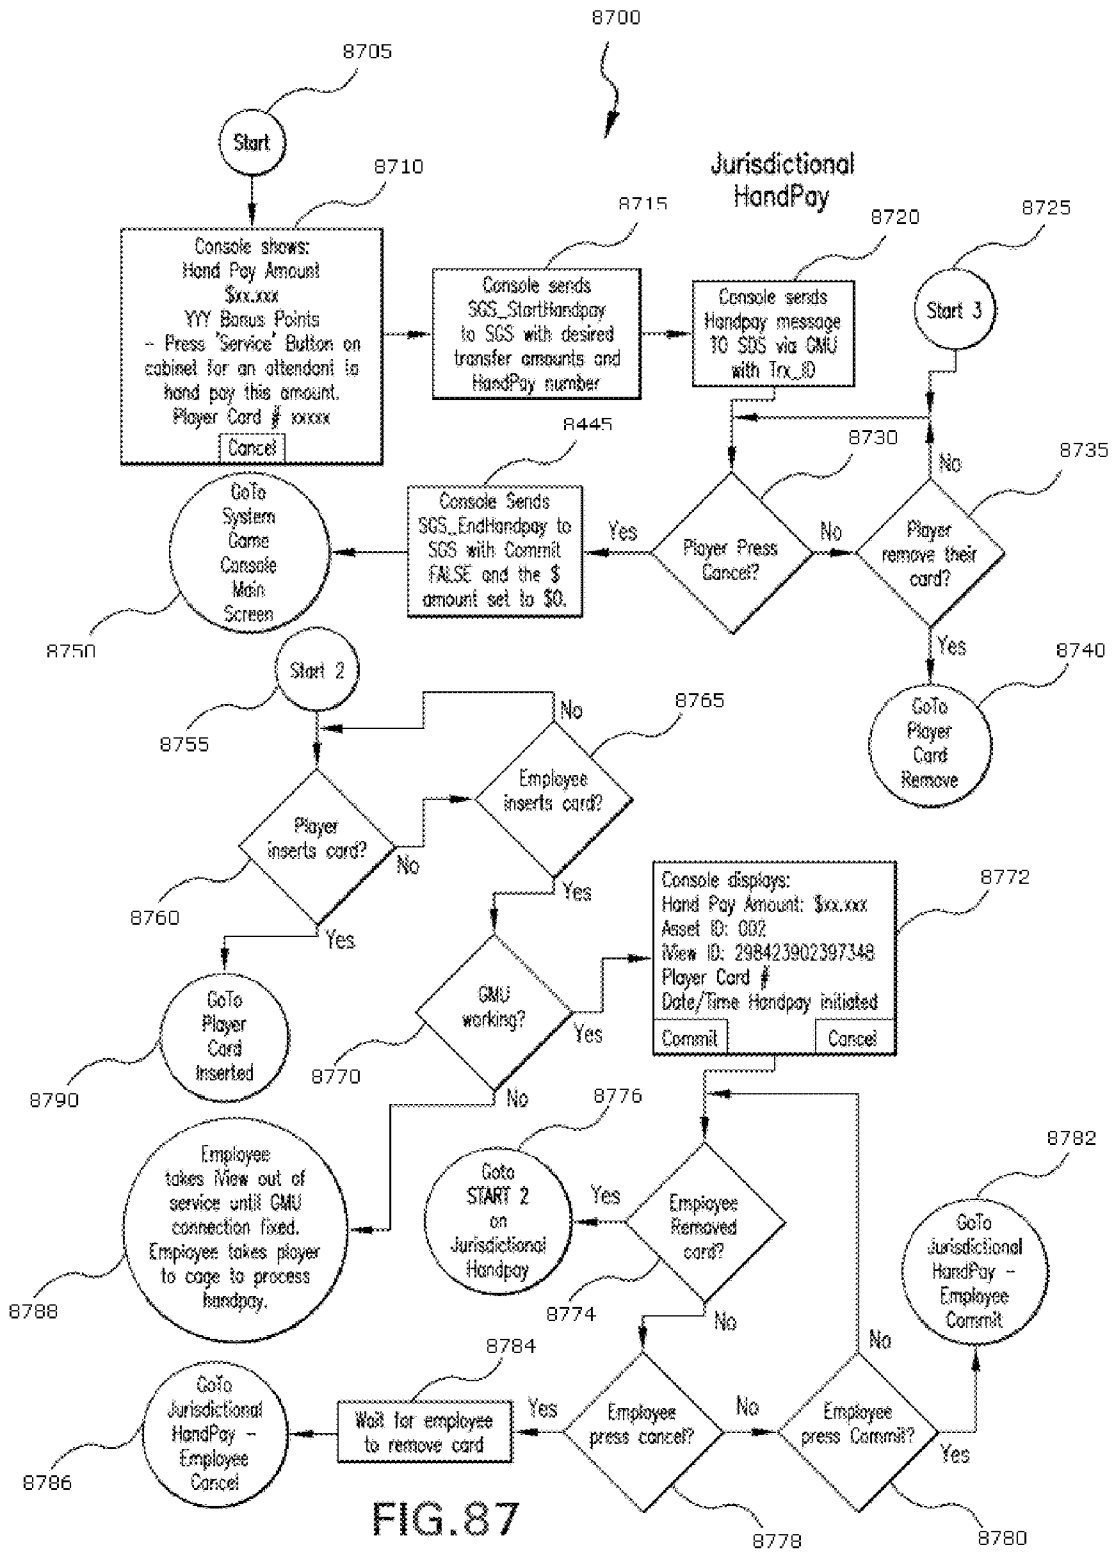 8700
8705
Start
Jurisdictional
HandPay
8710
Console shows:
Hand Pay Amount
$xx.xxx
YYY Bonus Points
– Press 'Service' Button on
cabinet for an attendant to
hand pay this amount.
Player Card # xxxxx
Cancel
8715
Console sends
SGS_StartHandpay
to SGS with desired
transfer amounts and
HandPay number
8720
Console sends
Handpay message
TO SDS via GMU
with Trx_ID
8725
Start 3
8730
Player Press
Cancel?
Yes
No
8735
Player
remove their
card?
No
Yes
8740
GoTo
Player
Card
Remove
8445
Console Sends
SGS_EndHandpay to
SGS with Commit
FALSE and the $
amount set to $0.
GoTo
System
Game
Console
Main
Screen
8750
Start 2
8755
Player
inserts card?
8760
No
Yes
8765
Employee
inserts card?
No
Yes
GoTo
Player
Card
Inserted
8790
GMU
working?
8770
Yes
No
8772
Console displays:
Hand Pay Amount: $xx.xxx
Asset ID: 002
iView ID: 298423902397348
Player Card #
Date/Time Handpay initiated
Commit
Cancel
Employee
takes iView out of
service until GMU
connection fixed.
Employee takes player
to cage to process
handpay.
8788
8776
Goto
START 2
on
Jurisdictional
Handpay
Yes
Employee
Removed
card?
8774
No
8782
GoTo
Jurisdictional
HandPay –
Employee
Commit
GoTo
Jurisdictional
HandPay –
Employee
Cancel
8786
8784
Wait for employee
to remove card
Yes
Employee
press cancel?
8778
No
Employee
press Commit?
8780
No
Yes
FIG.87